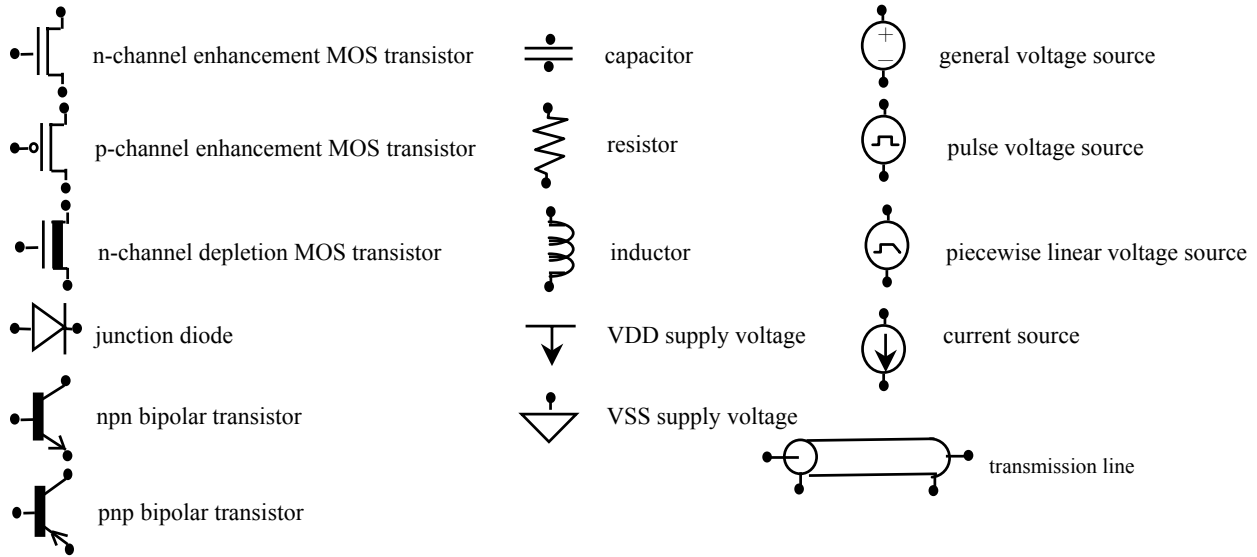 n-channel enhancement MOS transistor
p-channel enhancement MOS transistor
n-channel depletion MOS transistor
junction diode
npn bipolar transistor
pnp bipolar transistor
capacitor
resistor
inductor
VDD supply voltage
VSS supply voltage
general voltage source
pulse voltage source
piecewise linear voltage source
current source
transmission line